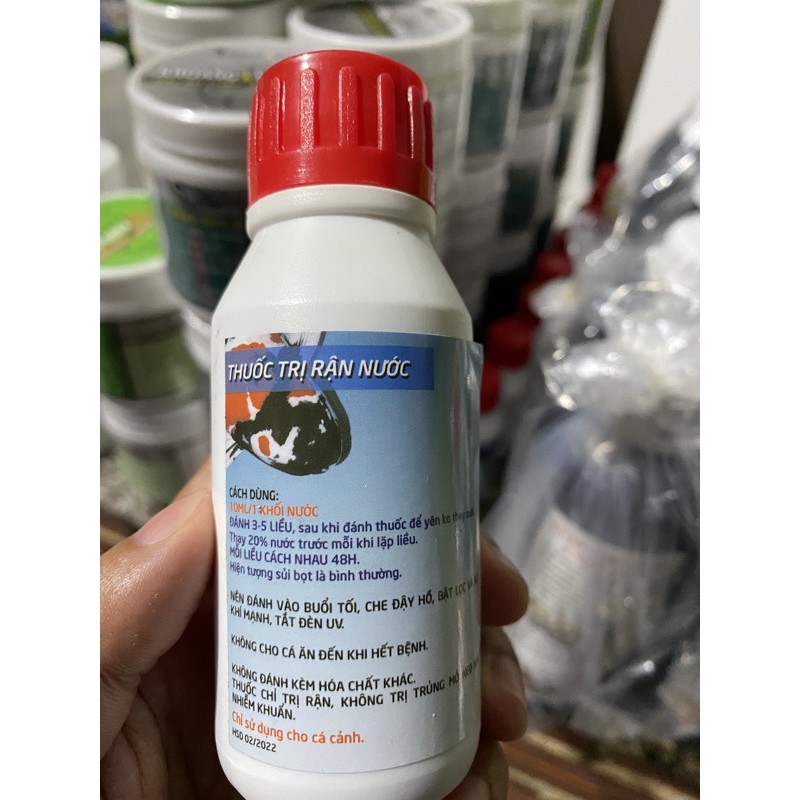 THUỐC TRỊ RẬN NƯỚC
CÁCH DÙNG:
10ML/1 KHỐI NƯỚC
ĐÁNH 3-5 LIỀU, sau khi đánh thuốc để yên ko thay
Thay 20% nước trước mỗi khi lặp liều.
MỖI LIỀU CÁCH NHAU 48H.
Hiện tượng sủi bọt là bình thường.
NÊN ĐÁNH VÀO BUỔI TỐI, CHE ĐẬY HỒ, BẬT LỌC VÀ
KHÍ MẠNH, TẮT ĐÈN UV.
KHÔNG CHO CÁ ĂN ĐẾN KHI HẾT BỆNH.
KHÔNG ĐÁNH KÈM HÓA CHẤT KHÁC.
THUỐC CHỈ TRỊ RẬN, KHÔNG TRỊ TRÙNG MỎ NEO
NHIỄM KHUẨN.
Chỉ sử dụng cho cá cảnh.
HSD 02/2022